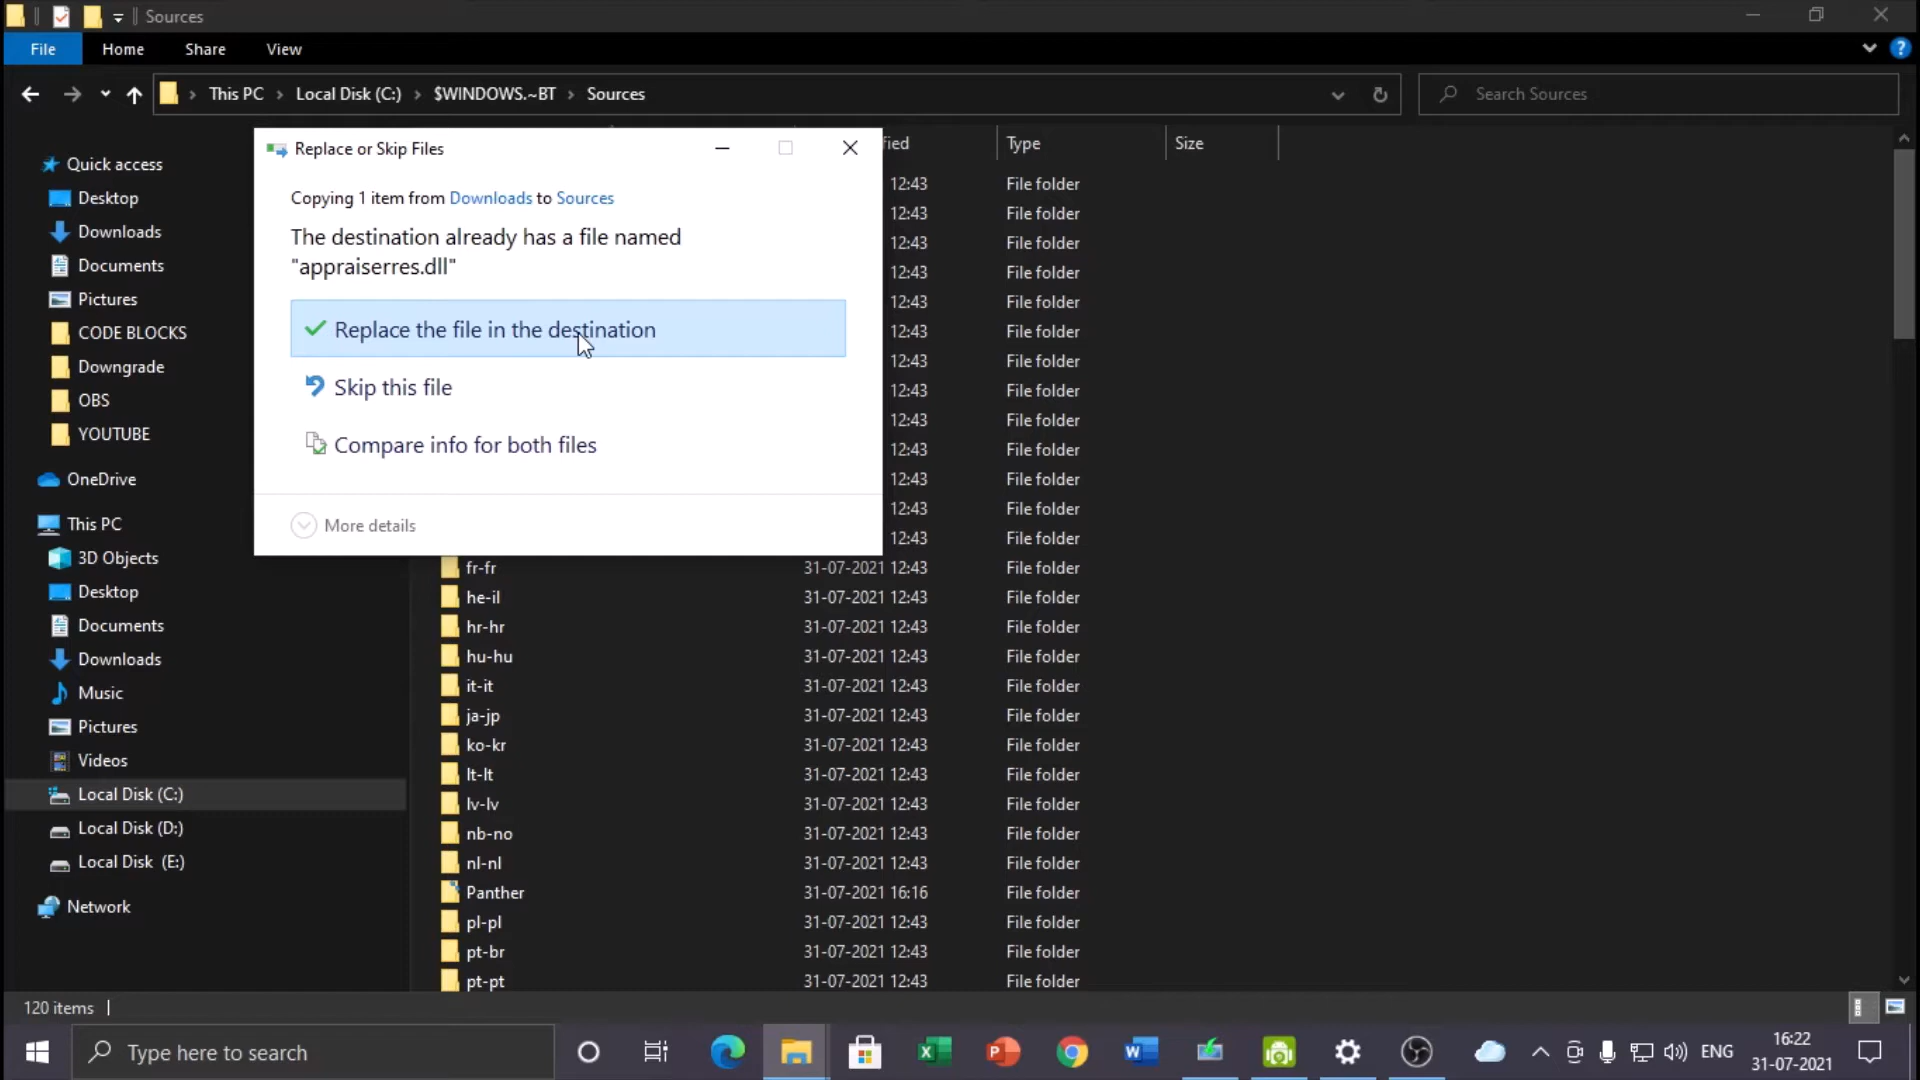 Sources
File Home Share View
This PC Local Disk (C:) $WINDOWS.~BT Sources
Search Sources
Quick access
Desktop
Downloads
Documents
Pictures
CODE BLOCKS
Downgrade
OBS
YOUTUBE
OneDrive
This PC
3D Objects
Desktop
Documents
Downloads
Music
Pictures
Videos
Local Disk (C:)
Local Disk (D:)
Local Disk (E:)
Network
Replace or Skip Files
Copying 1 item from Downloads to Sources
The destination already has a file named
"appraiserres.dll"
Replace the file in the destination
Skip this file
Compare info for both files
More details
Type Size
12:43 File folder
12:43 File folder
12:43 File folder
12:43 File folder
12:43 File folder
12:43 File folder
12:43 File folder
12:43 File folder
12:43 File folder
12:43 File folder
12:43 File folder
12:43 File folder
12:43 File folder
fr-fr 31-07-2021 12:43 File folder
he-il 31-07-2021 12:43 File folder
hr-hr 31-07-2021 12:43 File folder
hu-hu 31-07-2021 12:43 File folder
it-it 31-07-2021 12:43 File folder
ja-jp 31-07-2021 12:43 File folder
ko-kr 31-07-2021 12:43 File folder
lt-lt 31-07-2021 12:43 File folder
lv-lv 31-07-2021 12:43 File folder
nb-no 31-07-2021 12:43 File folder
nl-nl 31-07-2021 12:43 File folder
Panther 31-07-2021 16:16 File folder
pl-pl 31-07-2021 12:43 File folder
pt-br 31-07-2021 12:43 File folder
pt-pt 31-07-2021 12:43 File folder
120 items
Type here to search
ENG
16:22
31-07-2021